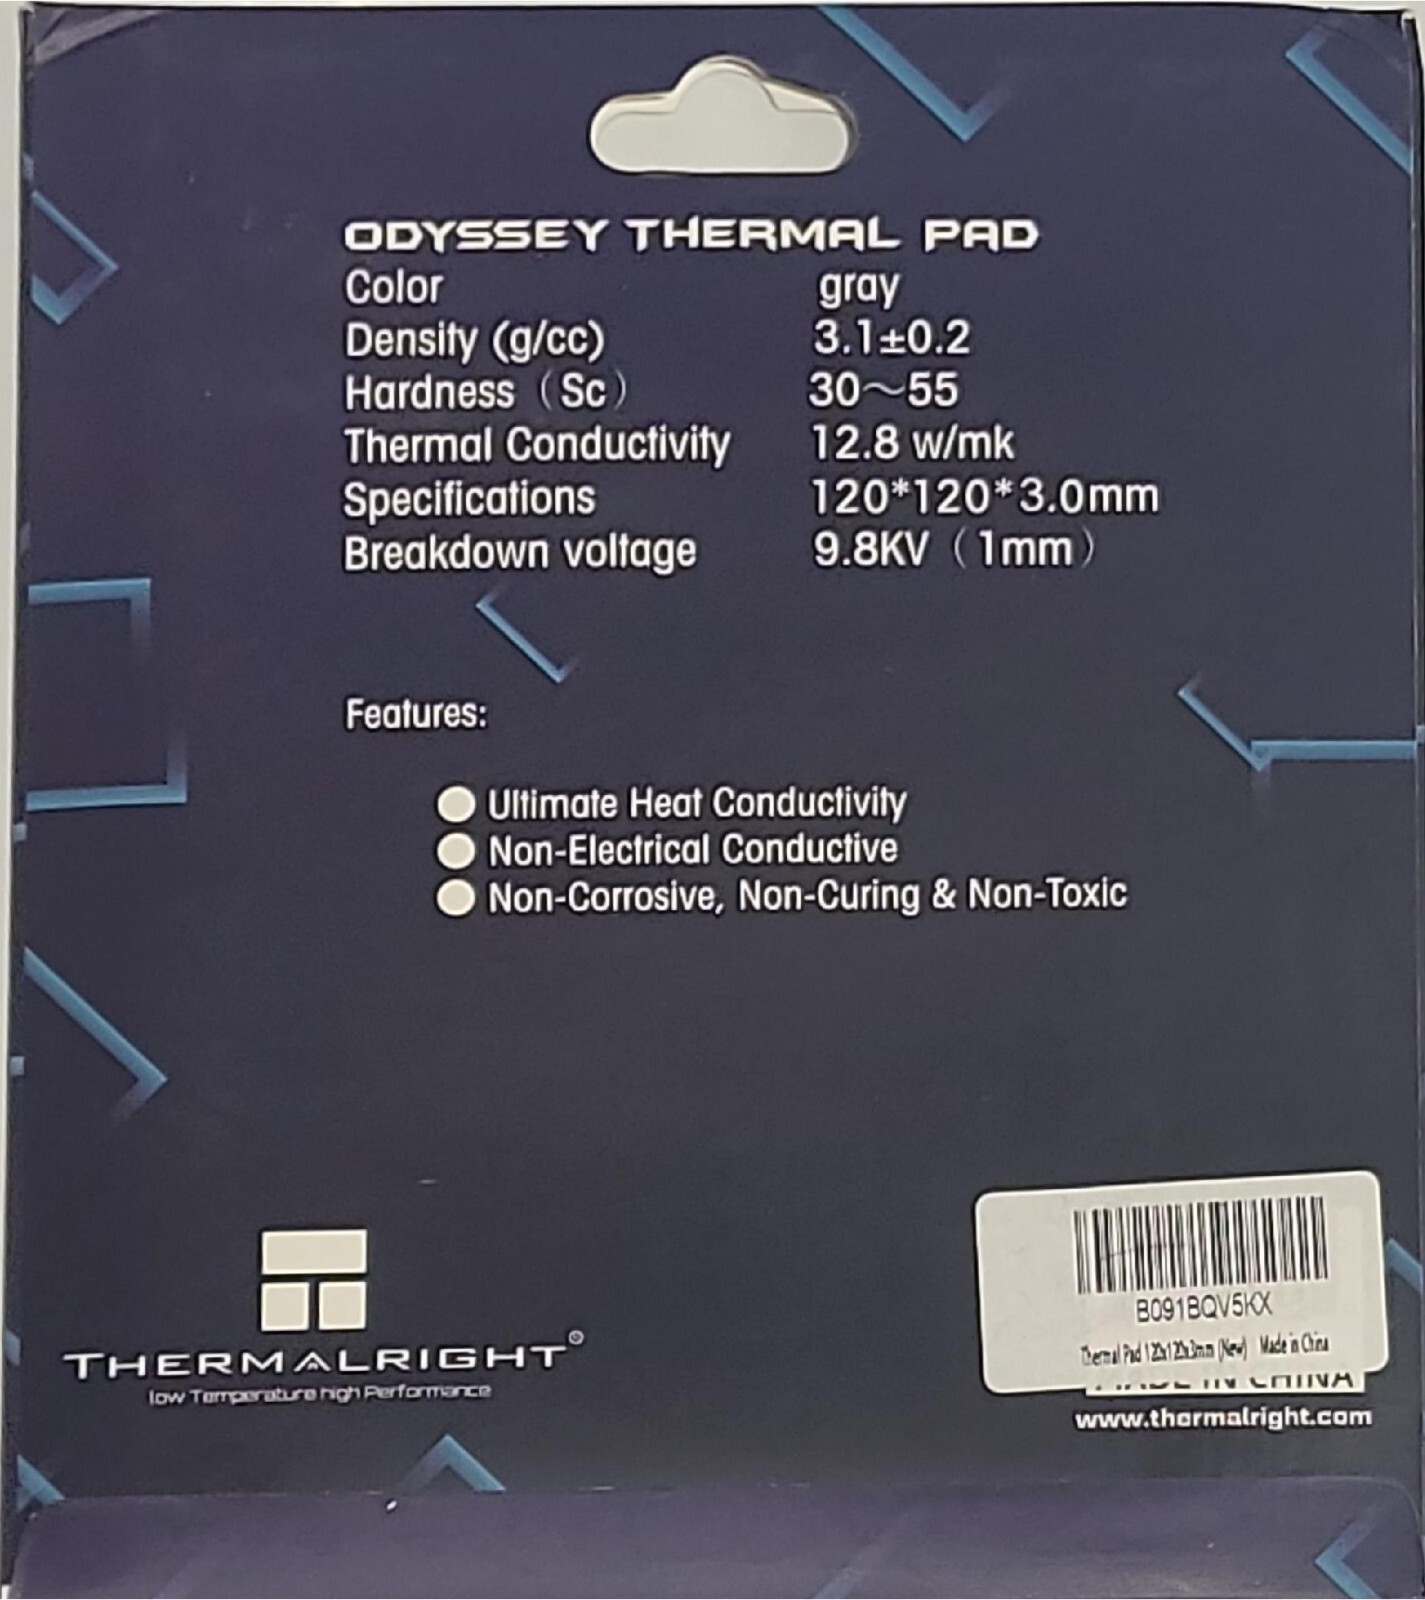 ODYSSEY THERMAL PAD
Color gray
Density (g/cc) 3.1±0.2
Hardness（Sc） 30～55
Thermal Conductivity 12.8 w/mk
Specifications 120*120*3.0mm
Breakdown voltage 9.8KV（1mm）
Features:
Ultimate Heat Conductivity
Non-Electrical Conductive
Non-Corrosive, Non-Curing & Non-Toxic
THERMALRIGHT®
low Temperature high Performance
B091BQV5KX
Thermal Pad 120x120x3mm (New) Made in China
MADE IN CHINA
www.thermalright.com